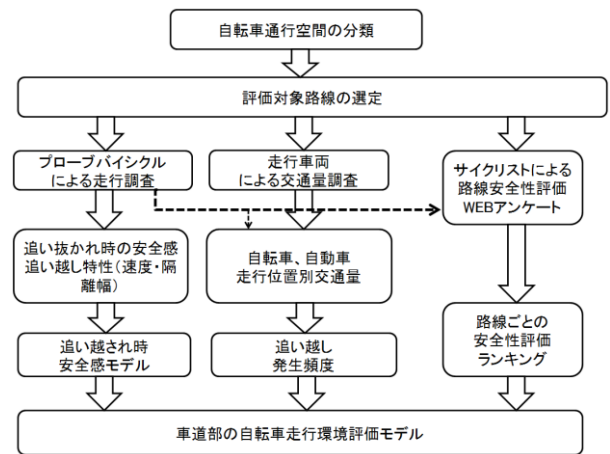 自転車通行空間の分類
評価対象路線の選定
プローブバイシクル
による走行調査
走行車両
による交通量調査
サイクリストによる
路線安全性評価
WEBアンケート
追い抜かれ時の安全感
追い越し特性(速度・隔
離幅)
自転車、自動車
走行位置別交通量
追い越され時
安全感モデル
追い越し
発生頻度
路線ごとの
安全性評価
ランキング
車道部の自転車走行環境評価モデル